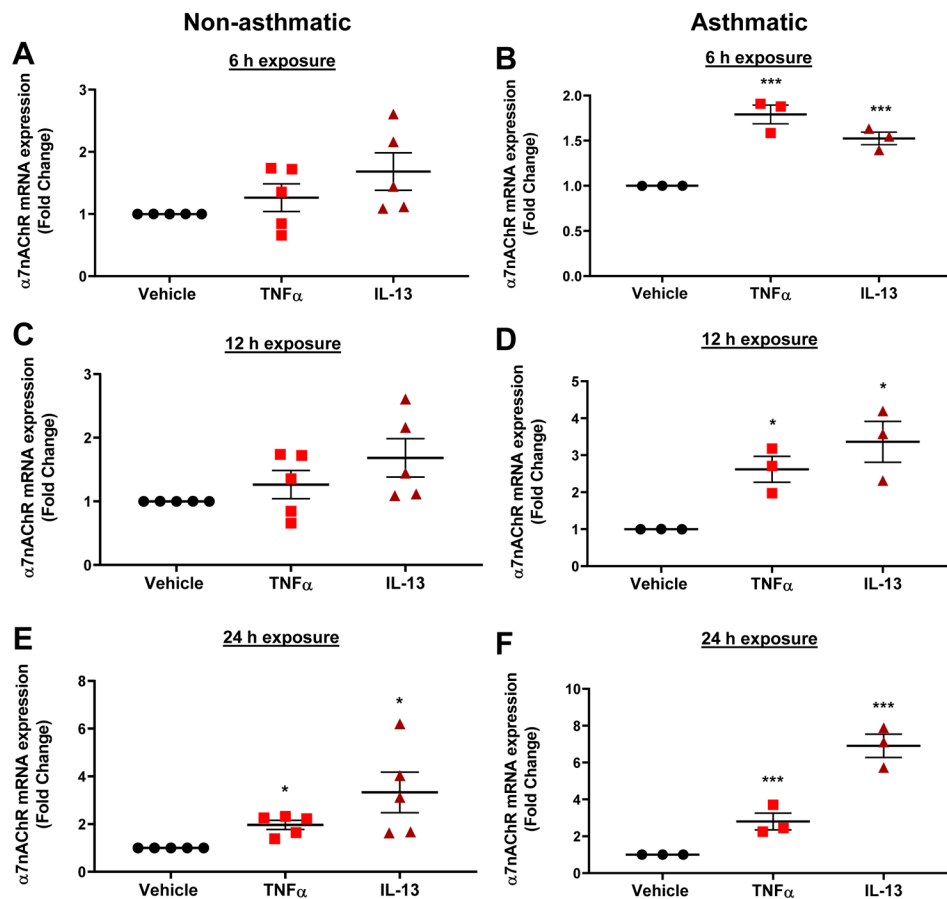 Non-asthmatic
Asthmatic
A
6 h exposure
α7nAChR mRNA expression
(Fold Change)
3
2
1
0
Vehicle
TNFα
IL-13
B
6 h exposure
α7nAChR mRNA expression
(Fold Change)
2.0
1.5
1.0
0.5
0.0
***
***
Vehicle
TNFα
IL-13
C
12 h exposure
α7nAChR mRNA expression
(Fold Change)
3
2
1
0
Vehicle
TNFα
IL-13
D
12 h exposure
α7nAChR mRNA expression
(Fold Change)
5
4
3
2
1
0
*
*
Vehicle
TNFα
IL-13
E
24 h exposure
α7nAChR mRNA expression
(Fold Change)
8
6
4
2
0
*
*
Vehicle
TNFα
IL-13
F
24 h exposure
α7nAChR mRNA expression
(Fold Change)
10
8
6
4
2
0
***
***
Vehicle
TNFα
IL-13